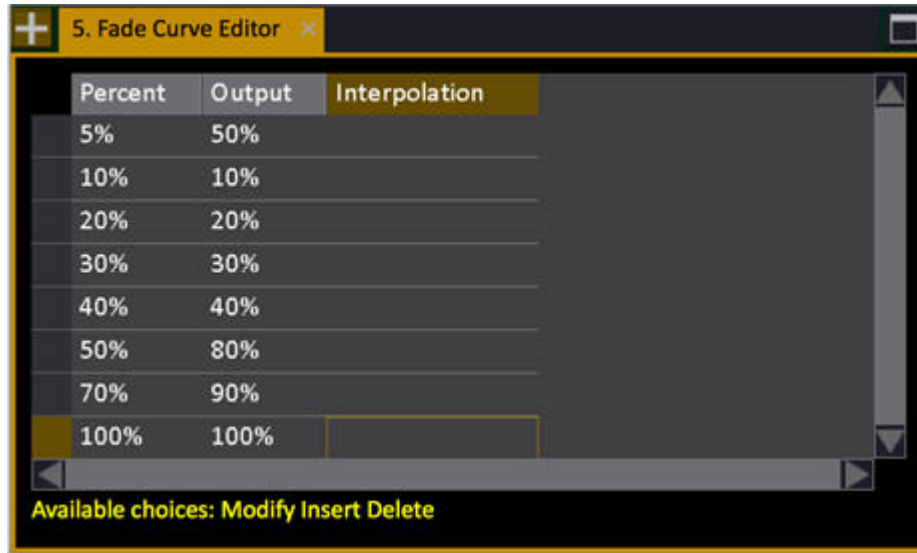 5. Fade Curve Editor
Percent Output Interpolation
5% 50%
10% 10%
20% 20%
30% 30%
40% 40%
50% 80%
70% 90%
100% 100%
Available choices: Modify Insert Delete